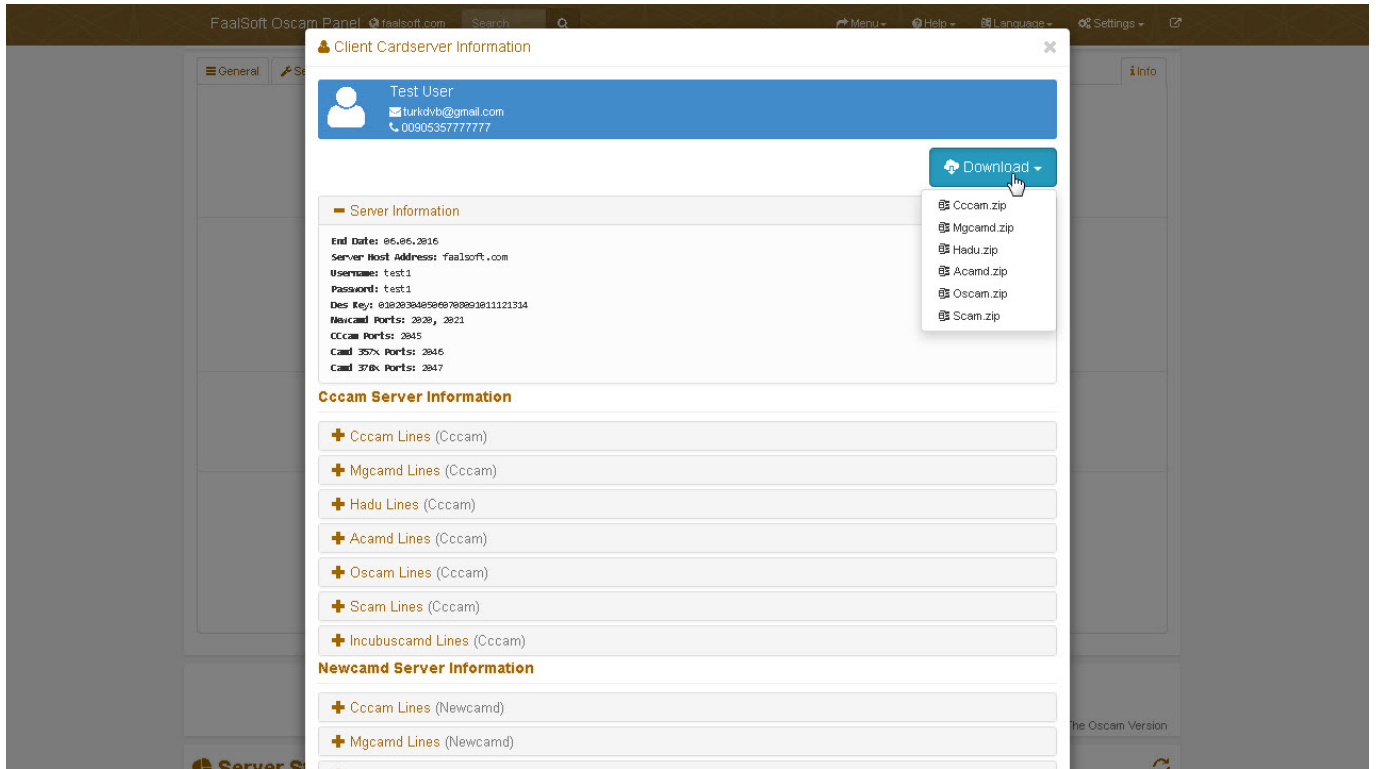 FaalSoft Oscam Panel faalsoft.com Search Menu Help Language Settings
Client Cardserver Information ×
General
Info
Test User
turkdvb@gmail.com
00905357777777
Download
Cccam.zip
Mgcamd.zip
Hadu.zip
Acamd.zip
Oscam.zip
Scam.zip
Server Information
End Date: 06.06.2016
Server Host Address: faalsoft.com
Username: test1
Password: test1
Des Key: 0102030405060708091011121314
Newcamd Ports: 2020, 2021
CCcam Ports: 2045
Camd 357x Ports: 2046
Camd 378x Ports: 2047
Cccam Server Information
Cccam Lines (Cccam)
Mgcamd Lines (Cccam)
Hadu Lines (Cccam)
Acamd Lines (Cccam)
Oscam Lines (Cccam)
Scam Lines (Cccam)
Incubuscamd Lines (Cccam)
Newcamd Server Information
Cccam Lines (Newcamd)
The Oscam Version
Mgcamd Lines (Newcamd)
Server